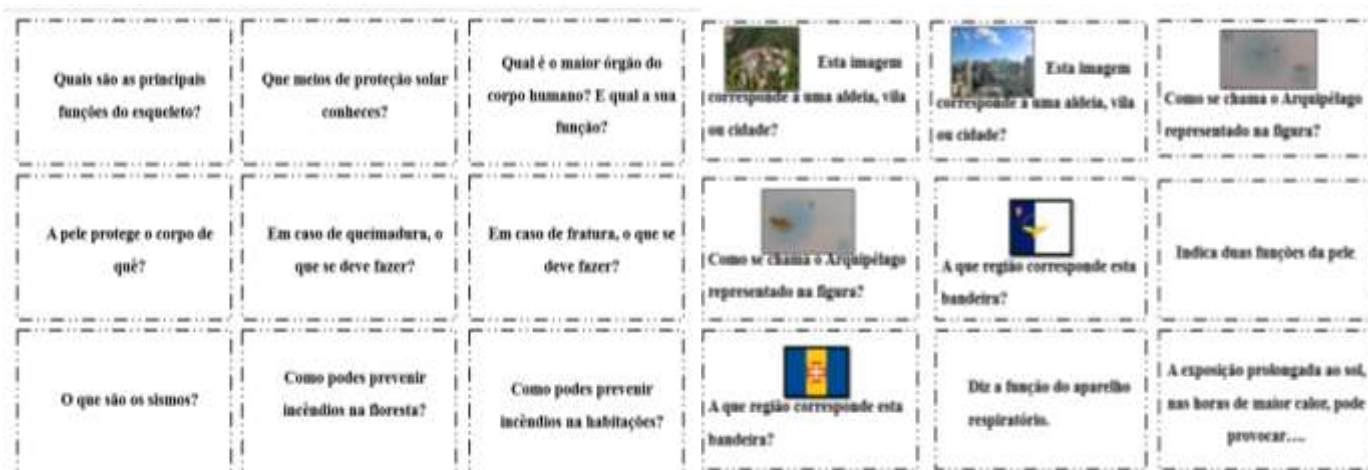 Quais são as principais
funções do esqueleto?
Que meios de proteção solar
conheces?
Qual é o maior órgão do
corpo humano? E qual a sua
função?
Esta imagem
corresponde a uma aldeia, vila
ou cidade?
Esta imagem
corresponde a uma aldeia, vila
ou cidade?
Como se chama o Arquipélago
representado na figura?
A pele protege o corpo de
quê?
Em caso de queimadura, o
que se deve fazer?
Em caso de fratura, o que se
deve fazer?
Como se chama o Arquipélago
representado na figura?
A que região corresponde esta
bandeira?
Indica duas funções da pele
O que são os sismos?
Como podes prevenir
incêndios na floresta?
Como podes prevenir
incêndios na habitações?
A que região corresponde esta
bandeira?
Diz a função do aparelho
respiratório.
A exposição prolongada ao sol,
nas horas de maior calor, pode
provocar….